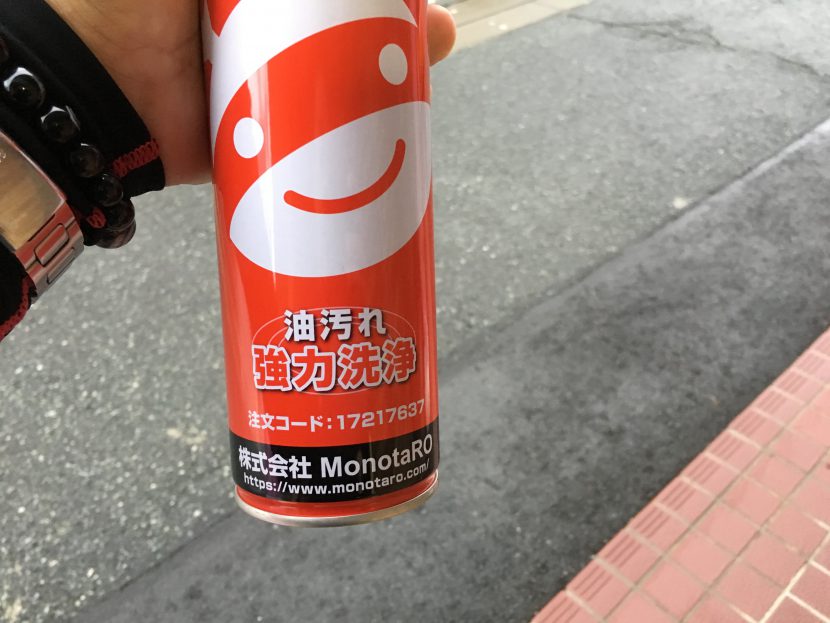 油汚れ
強力洗浄
注文コード:17217637
株式会社 MonotaRO
https://www.monotaro.com/